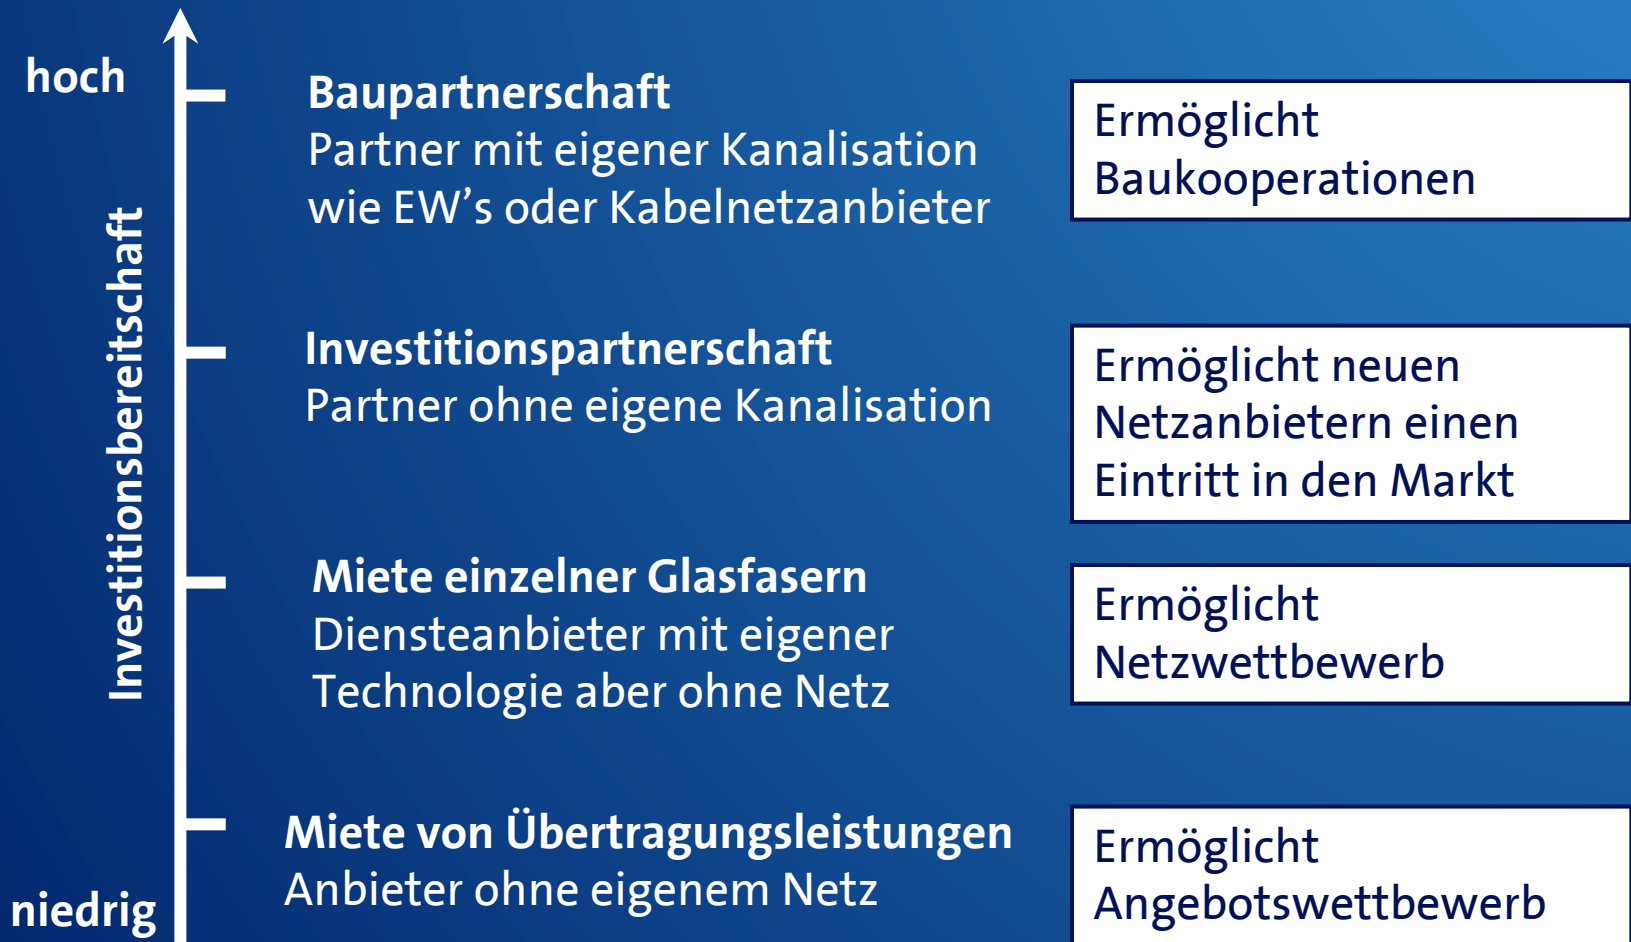 hoch
Investitionsbereitschaft
niedrig
Baupartnerschaft
Partner mit eigener Kanalisation
wie EW’s oder Kabelnetzanbieter
Ermöglicht
Baukooperationen
Investitionspartnerschaft
Partner ohne eigene Kanalisation
Ermöglicht neuen
Netzanbietern einen
Eintritt in den Markt
Miete einzelner Glasfasern
Diensteanbieter mit eigener
Technologie aber ohne Netz
Ermöglicht
Netzwettbewerb
Miete von Übertragungsleistungen
Anbieter ohne eigenem Netz
Ermöglicht
Angebotswettbewerb